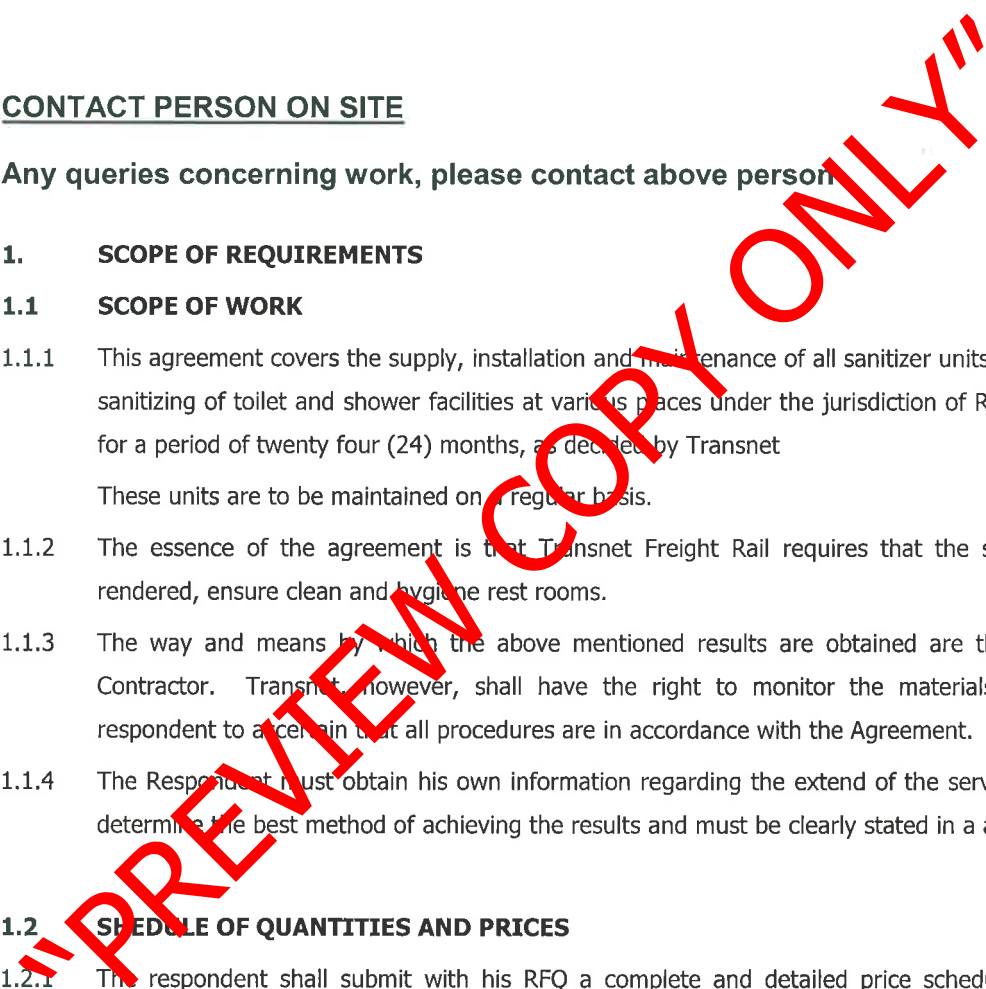 CONTACT PERSON ON SITE
Any queries concerning work, please contact above person
1. SCOPE OF REQUIREMENTS
1.1 SCOPE OF WORK
1.1.1 This agreement covers the supply, installation and maintenance of all sanitizer units
sanitizing of toilet and shower facilities at various places under the jurisdiction of R
for a period of twenty four (24) months, as decided by Transnet
These units are to be maintained on a regular basis.
1.1.2 The essence of the agreement is that Transnet Freight Rail requires that the s
rendered, ensure clean and hygiene rest rooms.
1.1.3 The way and means by which the above mentioned results are obtained are th
Contractor. Transnet, however, shall have the right to monitor the materials
respondent to ascertain that all procedures are in accordance with the Agreement.
1.1.4 The Respondent must obtain his own information regarding the extend of the serv
determine the best method of achieving the results and must be clearly stated in a a
1.2 SHEDULE OF QUANTITIES AND PRICES
1.2.1 The respondent shall submit with his RFQ a complete and detailed price sched
"PREVIEW COPY ONLY"